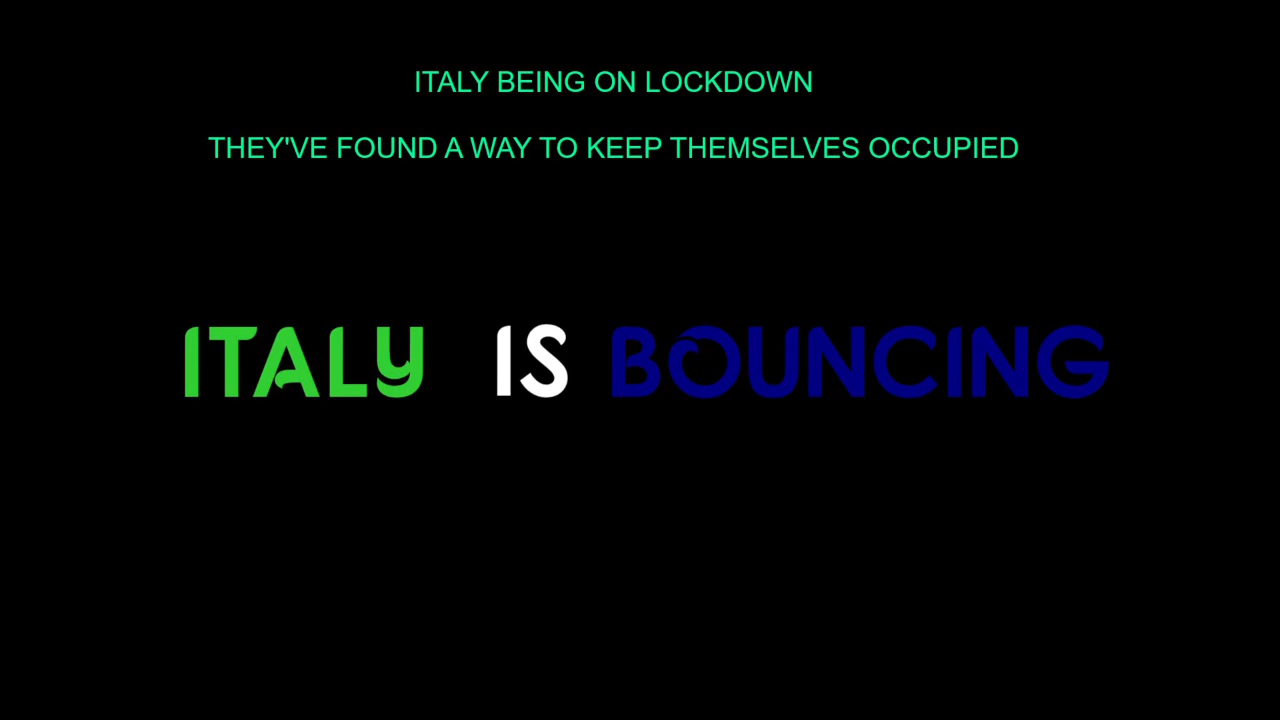 ITALY BEING ON LOCKDOWN
THEY'VE FOUND A WAY TO KEEP THEMSELVES OCCUPIED
ITALY IS BOUNCING